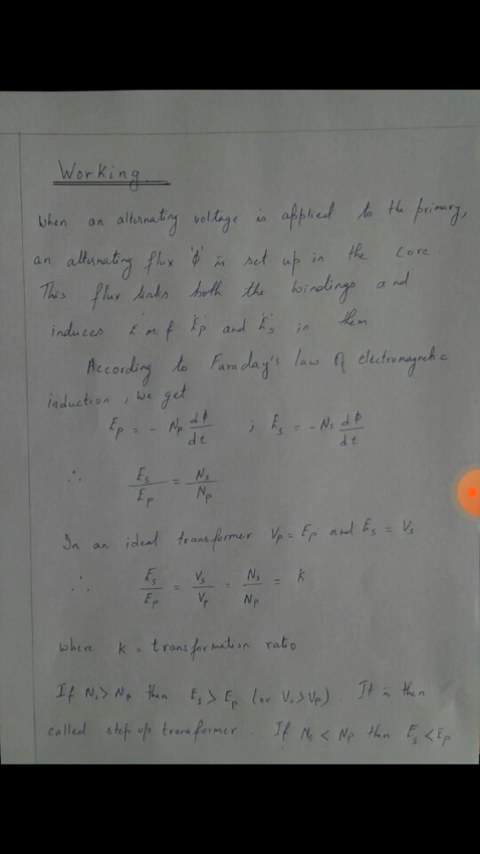 Working.
When an alternating voltage is applied to the primary,
an alternating flux 'ϕ' is set up in the core.
This flux links both the windings and
induces E.m.f 'Ep' and 'Es' in them
According to Faraday's law of electromagnetic
induction, we get
Ep = - Np dϕ/dt ; Es = -Ns dϕ/dt
∴ Es/Ep = Ns/Np
In an ideal transformer Vp = Ep and Es = Vs
∴ Es/Ep = Vs/Vp = Ns/Np = k
where k = transformation ratio
If Ns > Np then Es > Ep (or Vs > Vp). It is then
called step up transformer. If Ns < Np then Es < Ep